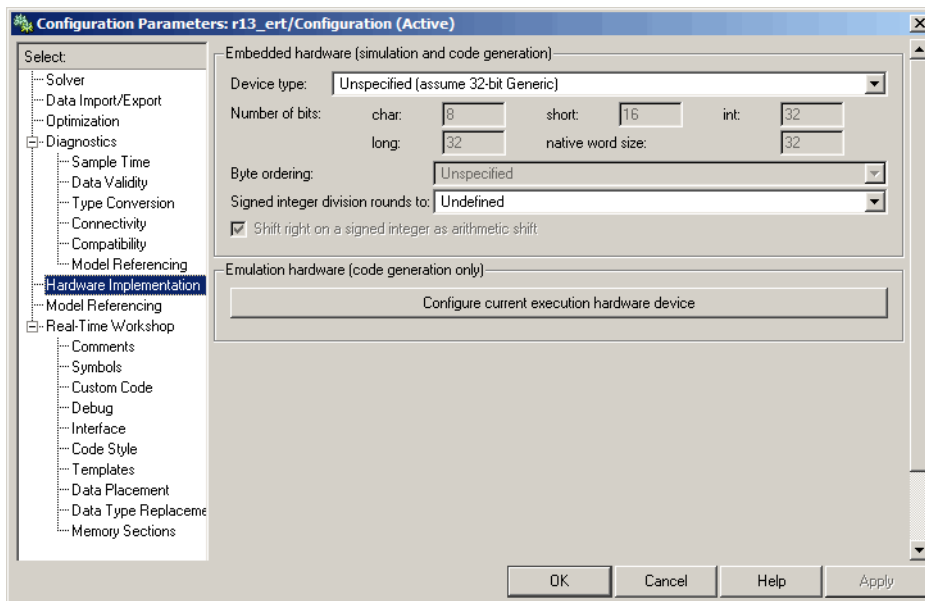 Configuration Parameters: r13_ert/Configuration (Active)
Select:
Solver
Data Import/Export
Optimization
Diagnostics
Sample Time
Data Validity
Type Conversion
Connectivity
Compatibility
Model Referencing
Hardware Implementation
Model Referencing
Real-Time Workshop
Comments
Symbols
Custom Code
Debug
Interface
Code Style
Templates
Data Placement
Data Type Replaceme
Memory Sections
Embedded hardware (simulation and code generation)
Device type: Unspecified (assume 32-bit Generic)
Number of bits: char: 8 short: 16 int: 32
long: 32 native word size: 32
Byte ordering: Unspecified
Signed integer division rounds to: Undefined
Shift right on a signed integer as arithmetic shift
Emulation hardware (code generation only)
Configure current execution hardware device
OK Cancel Help Apply